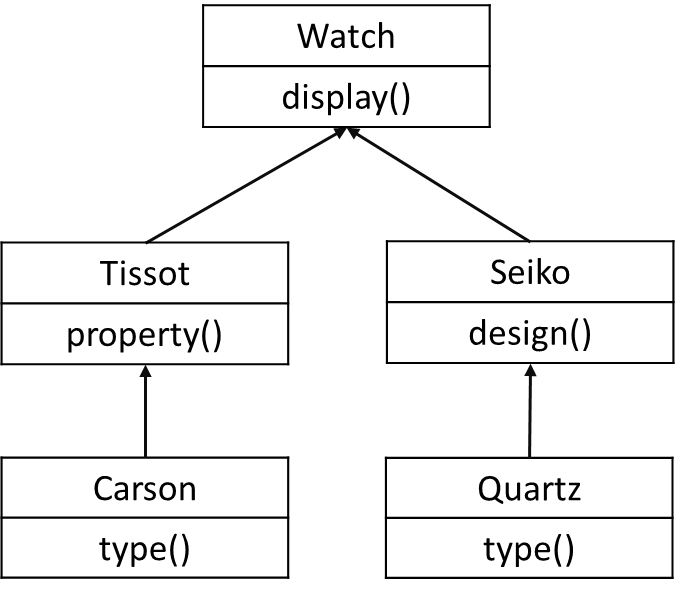 Watch
display()
Tissot
property()
Seiko
design()
Carson
type()
Quartz
type()